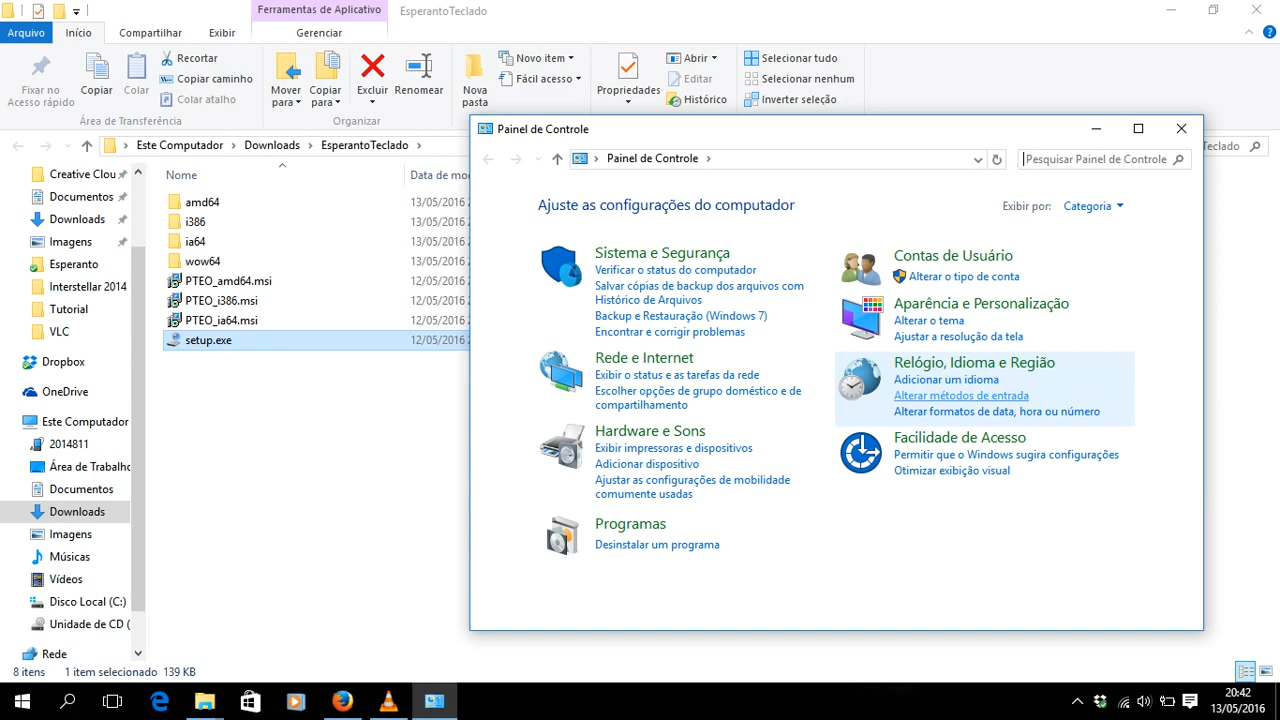 Ferramentas de Aplicativo
EsperantoTeclado
Arquivo
Início
Compartilhar
Exibir
Gerenciar
Fixar no
Acesso rápido
Copiar
Colar
Recortar
Copiar caminho
Colar atalho
Área de Transferência
Mover
para
Copiar
para
Excluir
Renomear
Organizar
Nova
pasta
Novo item
Fácil acesso
Propriedades
Abrir
Editar
Histórico
Selecionar tudo
Selecionar nenhum
Inverter seleção
Este Computador
Downloads
EsperantoTeclado
Teclado
Creative Clou
Documentos
Downloads
Imagens
Esperanto
Interstellar 2014
Tutorial
VLC
Dropbox
OneDrive
Este Computador
2014811
Área de Trabalho
Documentos
Downloads
Imagens
Músicas
Vídeos
Disco Local (C:)
Unidade de CD (
Rede
Nome
Data de mo
amd64 13/05/2016 2
i386 13/05/2016 2
ia64 13/05/2016 2
wow64 13/05/2016 2
PTEO_amd64.msi 12/05/2016 2
PTEO_i386.msi 12/05/2016 2
PTEO_ia64.msi 12/05/2016 2
setup.exe 12/05/2016 2
8 itens 1 item selecionado 139 KB
Painel de Controle
Painel de Controle
Pesquisar Painel de Controle
Ajuste as configurações do computador
Exibir por: Categoria
Sistema e Segurança
Verificar o status do computador
Salvar cópias de backup dos arquivos com
Histórico de Arquivos
Backup e Restauração (Windows 7)
Encontrar e corrigir problemas
Rede e Internet
Exibir o status e as tarefas da rede
Escolher opções de grupo doméstico e de
compartilhamento
Hardware e Sons
Exibir impressoras e dispositivos
Adicionar dispositivo
Ajustar as configurações de mobilidade
comumente usadas
Programas
Desinstalar um programa
Contas de Usuário
Alterar o tipo de conta
Aparência e Personalização
Alterar o tema
Ajustar a resolução da tela
Relógio, Idioma e Região
Adicionar um idioma
Alterar métodos de entrada
Alterar formatos de data, hora ou número
Facilidade de Acesso
Permitir que o Windows sugira configurações
Otimizar exibição visual
20:42
13/05/2016